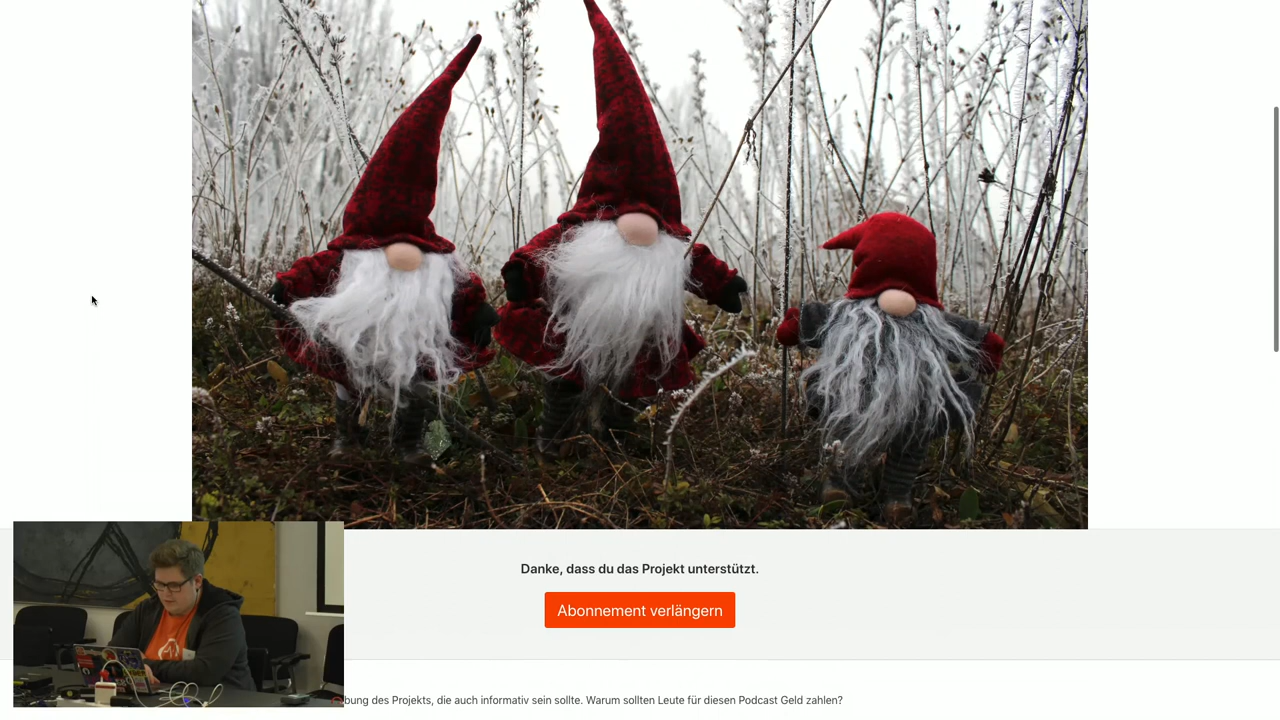 Danke, dass du das Projekt unterstützt.
Abonnement verlängern
bung des Projekts, die auch informativ sein sollte. Warum sollten Leute für diesen Podcast Geld zahlen?